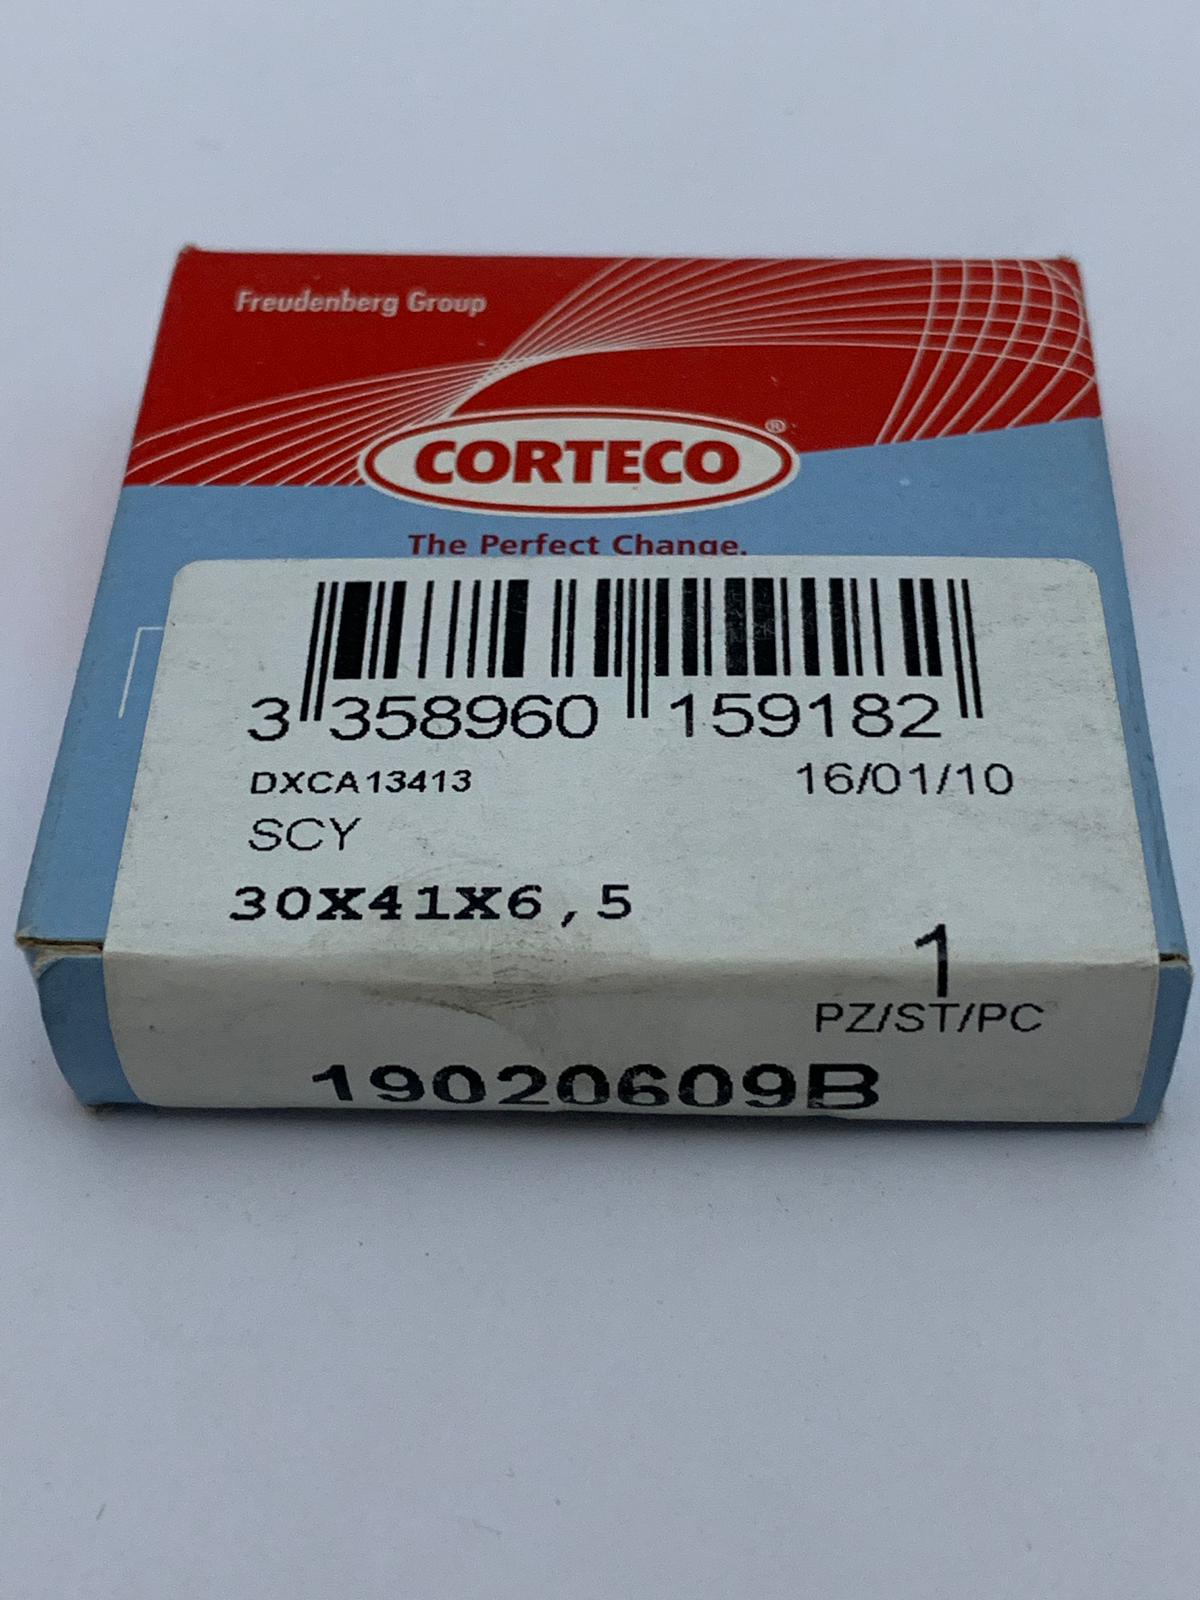 Freudenberg Group
CORTECO®
The Perfect Change.
3 358960 159182
DXCA13413 16/01/10
SCY
30X41X6,5
1
PZ/ST/PC
19020609B